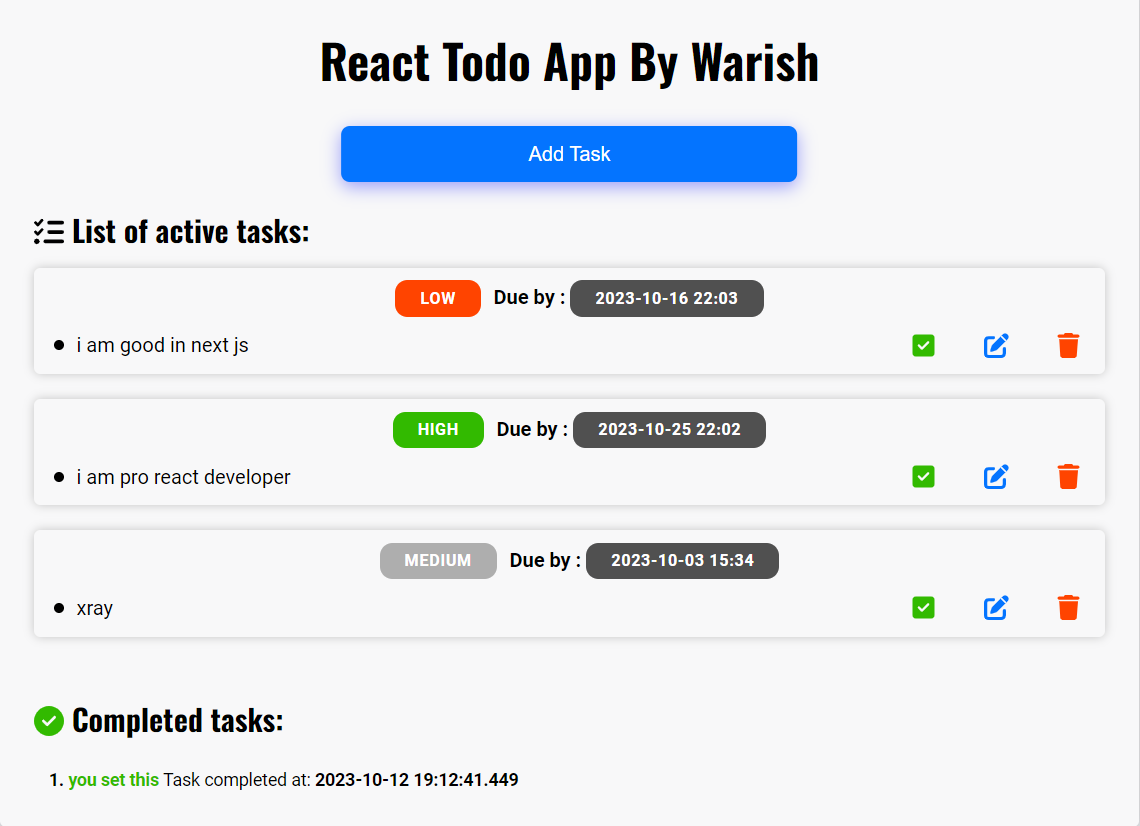 React Todo App By Warish
Add Task
List of active tasks:
LOW Due by : 2023-10-16 22:03
i am good in next js
HIGH Due by : 2023-10-25 22:02
i am pro react developer
MEDIUM Due by : 2023-10-03 15:34
xray
Completed tasks:
1. you set this Task completed at: 2023-10-12 19:12:41.449